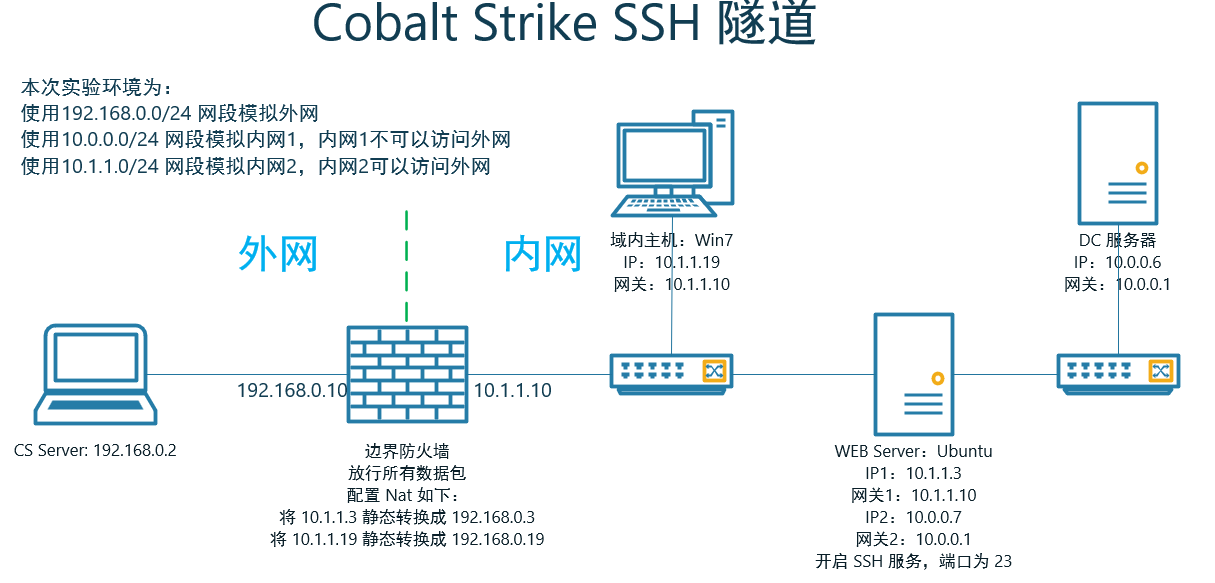 Cobalt Strike SSH 隧道
本次实验环境为：
使用192.168.0.0/24 网段模拟外网
使用10.0.0.0/24 网段模拟内网1，内网1不可以访问外网
使用10.1.1.0/24 网段模拟内网2，内网2可以访问外网
外网
内网
域内主机：Win7
IP：10.1.1.19
网关：10.1.1.10
DC 服务器
IP：10.0.0.6
网关：10.0.0.1
192.168.0.10
10.1.1.10
CS Server: 192.168.0.2
边界防火墙
放行所有数据包
配置 Nat 如下：
将 10.1.1.3 静态转换成 192.168.0.3
将 10.1.1.19 静态转换成 192.168.0.19
WEB Server：Ubuntu
IP1：10.1.1.3
网关1：10.1.1.10
IP2：10.0.0.7
网关2：10.0.0.1
开启 SSH 服务，端口为 23